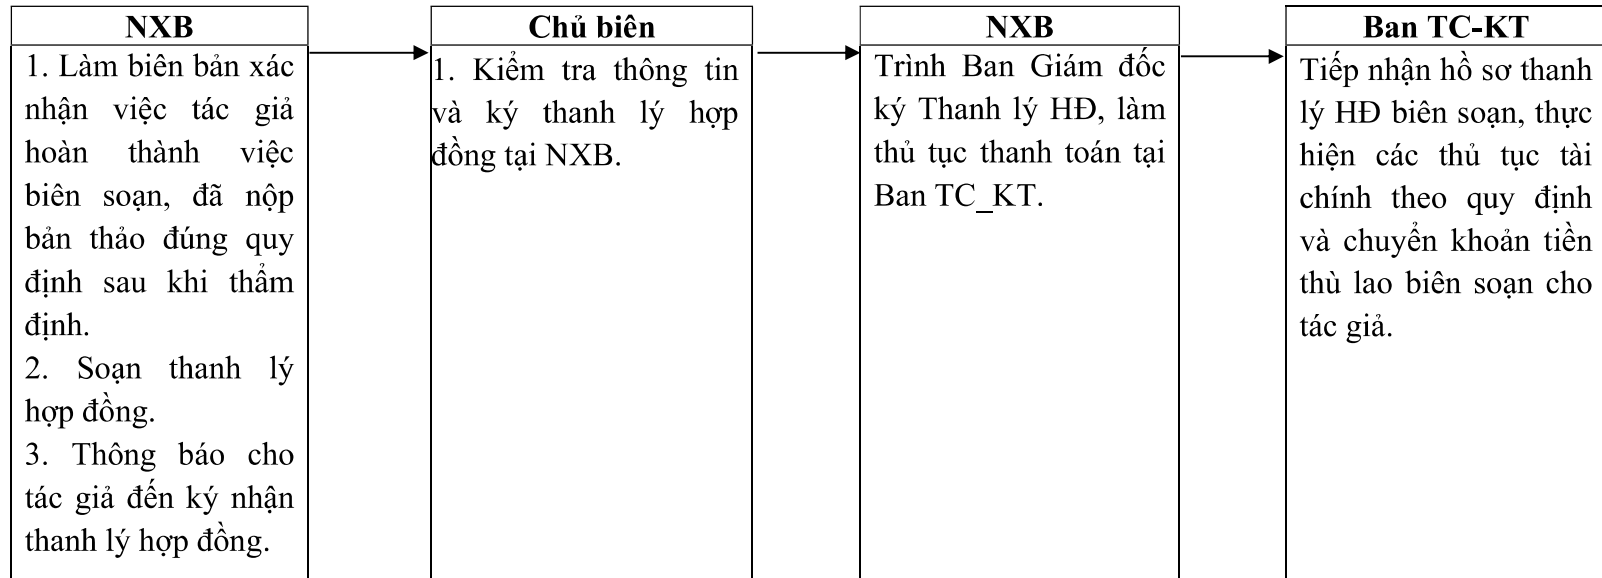 NXB
1. Làm biên bản xác
nhận việc tác giả
hoàn thành việc
biên soạn, đã nộp
bản thảo đúng quy
định sau khi thẩm
định.
2. Soạn thanh lý
hợp đồng.
3. Thông báo cho
tác giả đến ký nhận
thanh lý hợp đồng.
Chủ biên
1. Kiểm tra thông tin
và ký thanh lý hợp
đồng tại NXB.
NXB
Trình Ban Giám đốc
ký Thanh lý HĐ, làm
thủ tục thanh toán tại
Ban TC_KT.
Ban TC-KT
Tiếp nhận hồ sơ thanh
lý HĐ biên soạn, thực
hiện các thủ tục tài
chính theo quy định
và chuyển khoản tiền
thù lao biên soạn cho
tác giả.